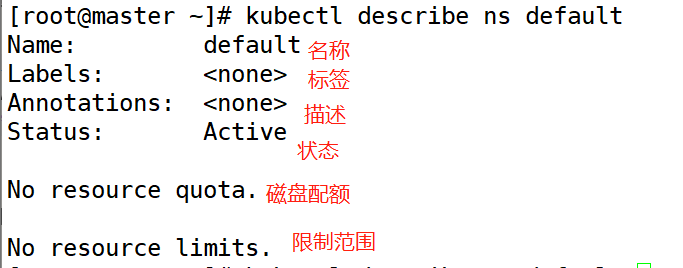 [root@master ~]# kubectl describe ns default
Name: default 名称
Labels: <none> 标签
Annotations: <none> 描述
Status: Active 状态
No resource quota. 磁盘配额
No resource limits. 限制范围